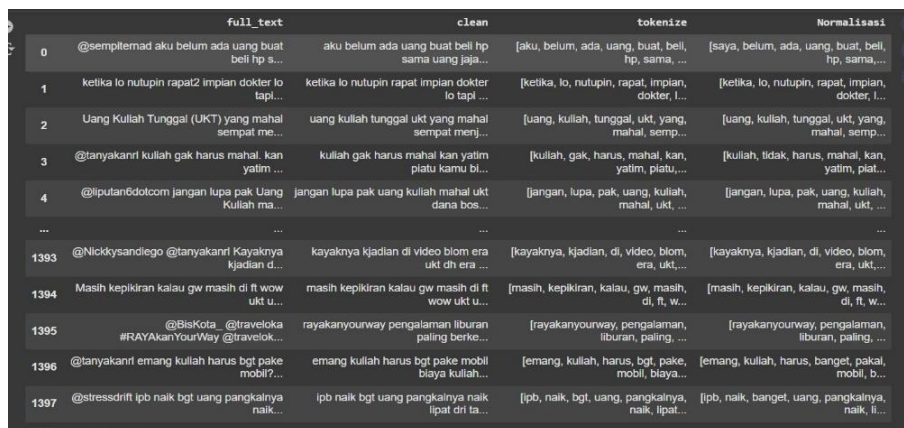 full_text clean tokenize Normalisasi
0 @sempiternad aku belum ada uang buat beli hp s... aku belum ada uang buat beli hp sama uang jaja... [aku, belum, ada, uang, buat, beli, hp, sama, ... [saya, belum, ada, uang, buat, beli, hp, sama,...
1 ketika lo nutupin rapat2 impian dokter lo tapi... ketika lo nutupin rapat impian dokter lo tapi ... [ketika, lo, nutupin, rapat, impian, dokter, l... [ketika, lo, nutupin, rapat, impian, dokter, l...
2 Uang Kuliah Tunggal (UKT) yang mahal sempat me... uang kuliah tunggal ukt yang mahal sempat menj... [uang, kuliah, tunggal, ukt, yang, mahal, semp... [uang, kuliah, tunggal, ukt, yang, mahal, semp...
3 @tanyakanrl kuliah gak harus mahal. kan yatim ... kuliah gak harus mahal kan yatim piatu kamu bi... [kuliah, gak, harus, mahal, kan, yatim, piatu,... [kuliah, tidak, harus, mahal, kan, yatim, piat...
4 @liputan6dotcom jangan lupa pak Uang Kuliah ma... jangan lupa pak uang kuliah mahal ukt dana bos... [jangan, lupa, pak, uang, kuliah, mahal, ukt, ... [jangan, lupa, pak, uang, kuliah, mahal, ukt, ...
... ... ... ... ...
1393 @Nickkysandiego @tanyakanrl Kayaknya kjadian d... kayaknya kjadian di video blom era ukt dh era ... [kayaknya, kjadian, di, video, blom, era, ukt,... [kayaknya, kjadian, di, video, blom, era, ukt,...
1394 Masih kepikiran kalau gw masih di ft wow ukt u... masih kepikiran kalau gw masih di ft wow ukt u... [masih, kepikiran, kalau, gw, masih, di, ft, w... [masih, kepikiran, kalau, gw, masih, di, ft, w...
1395 @BisKota_ @traveloka #RAYAkanYourWay @travelok... rayakanyourway pengalaman liburan paling berke... [rayakanyourway, pengalaman, liburan, paling, ... [rayakanyourway, pengalaman, liburan, paling, ...
1396 @tanyakanrl emang kuliah harus bgt pake mobil?... emang kuliah harus bgt pake mobil biaya kuliah... [emang, kuliah, harus, bgt, pake, mobil, biaya... [emang, kuliah, harus, banget, pakai, mobil, b...
1397 @stressdrift ipb naik bgt uang pangkalnya naik... ipb naik bgt uang pangkalnya naik lipat dri ta... [ipb, naik, bgt, uang, pangkalnya, naik, lipat... [ipb, naik, banget, uang, pangkalnya, naik, li...